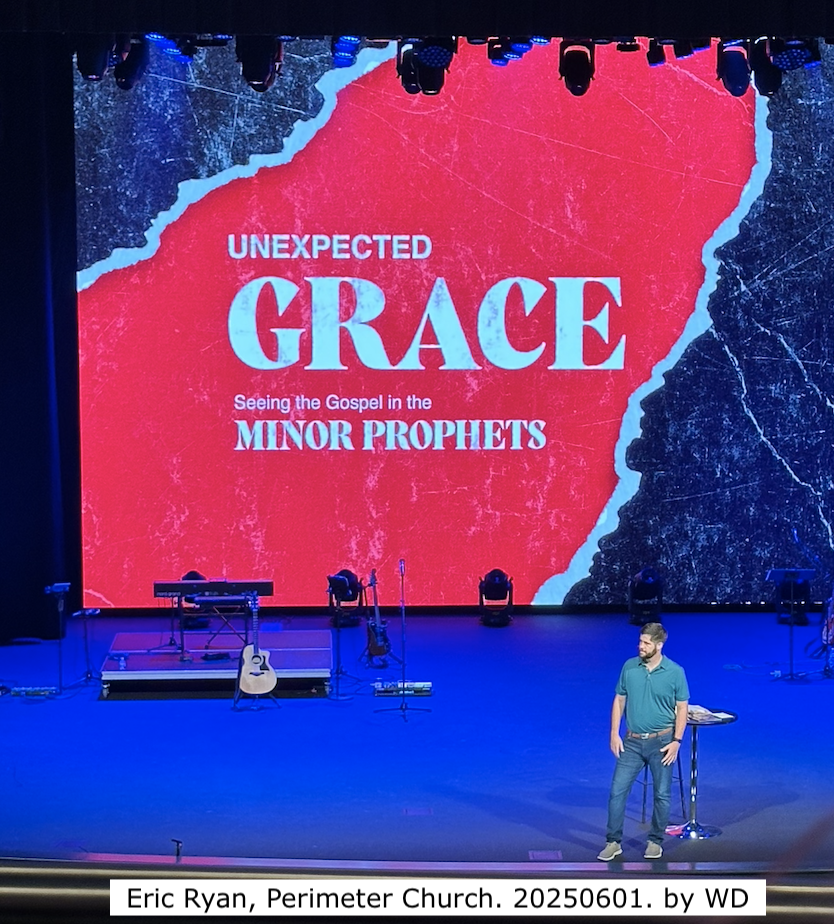 UNEXPECTED
GRACE
Seeing the Gospel in the
MINOR PROPHETS
Eric Ryan, Perimeter Church. 20250601. by WD